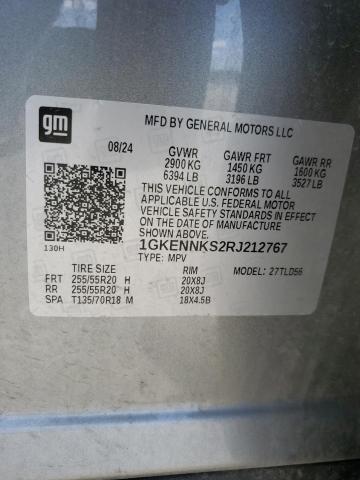 gm
MFD BY GENERAL MOTORS LLC
08/24 GVWR GAWR FRT GAWR RR
2900 KG 1450 KG 1600 KG
6394 LB 3196 LB 3527 LB
THIS VEHICLE CONFORMS TO ALL
APPLICABLE U.S. FEDERAL MOTOR
VEHICLE SAFETY STANDARDS IN EFFECT
ON THE DATE OF MANUFACTURE
SHOWN ABOVE.
130H
1GKENNKS2RJ212767
TYPE: MPV
TIRE SIZE RIM MODEL: 27TLD56
FRT 255/55R20 H 20X8J
RR 255/55R20 H 20X8J
SPA T135/70R18 M 18X4.5B